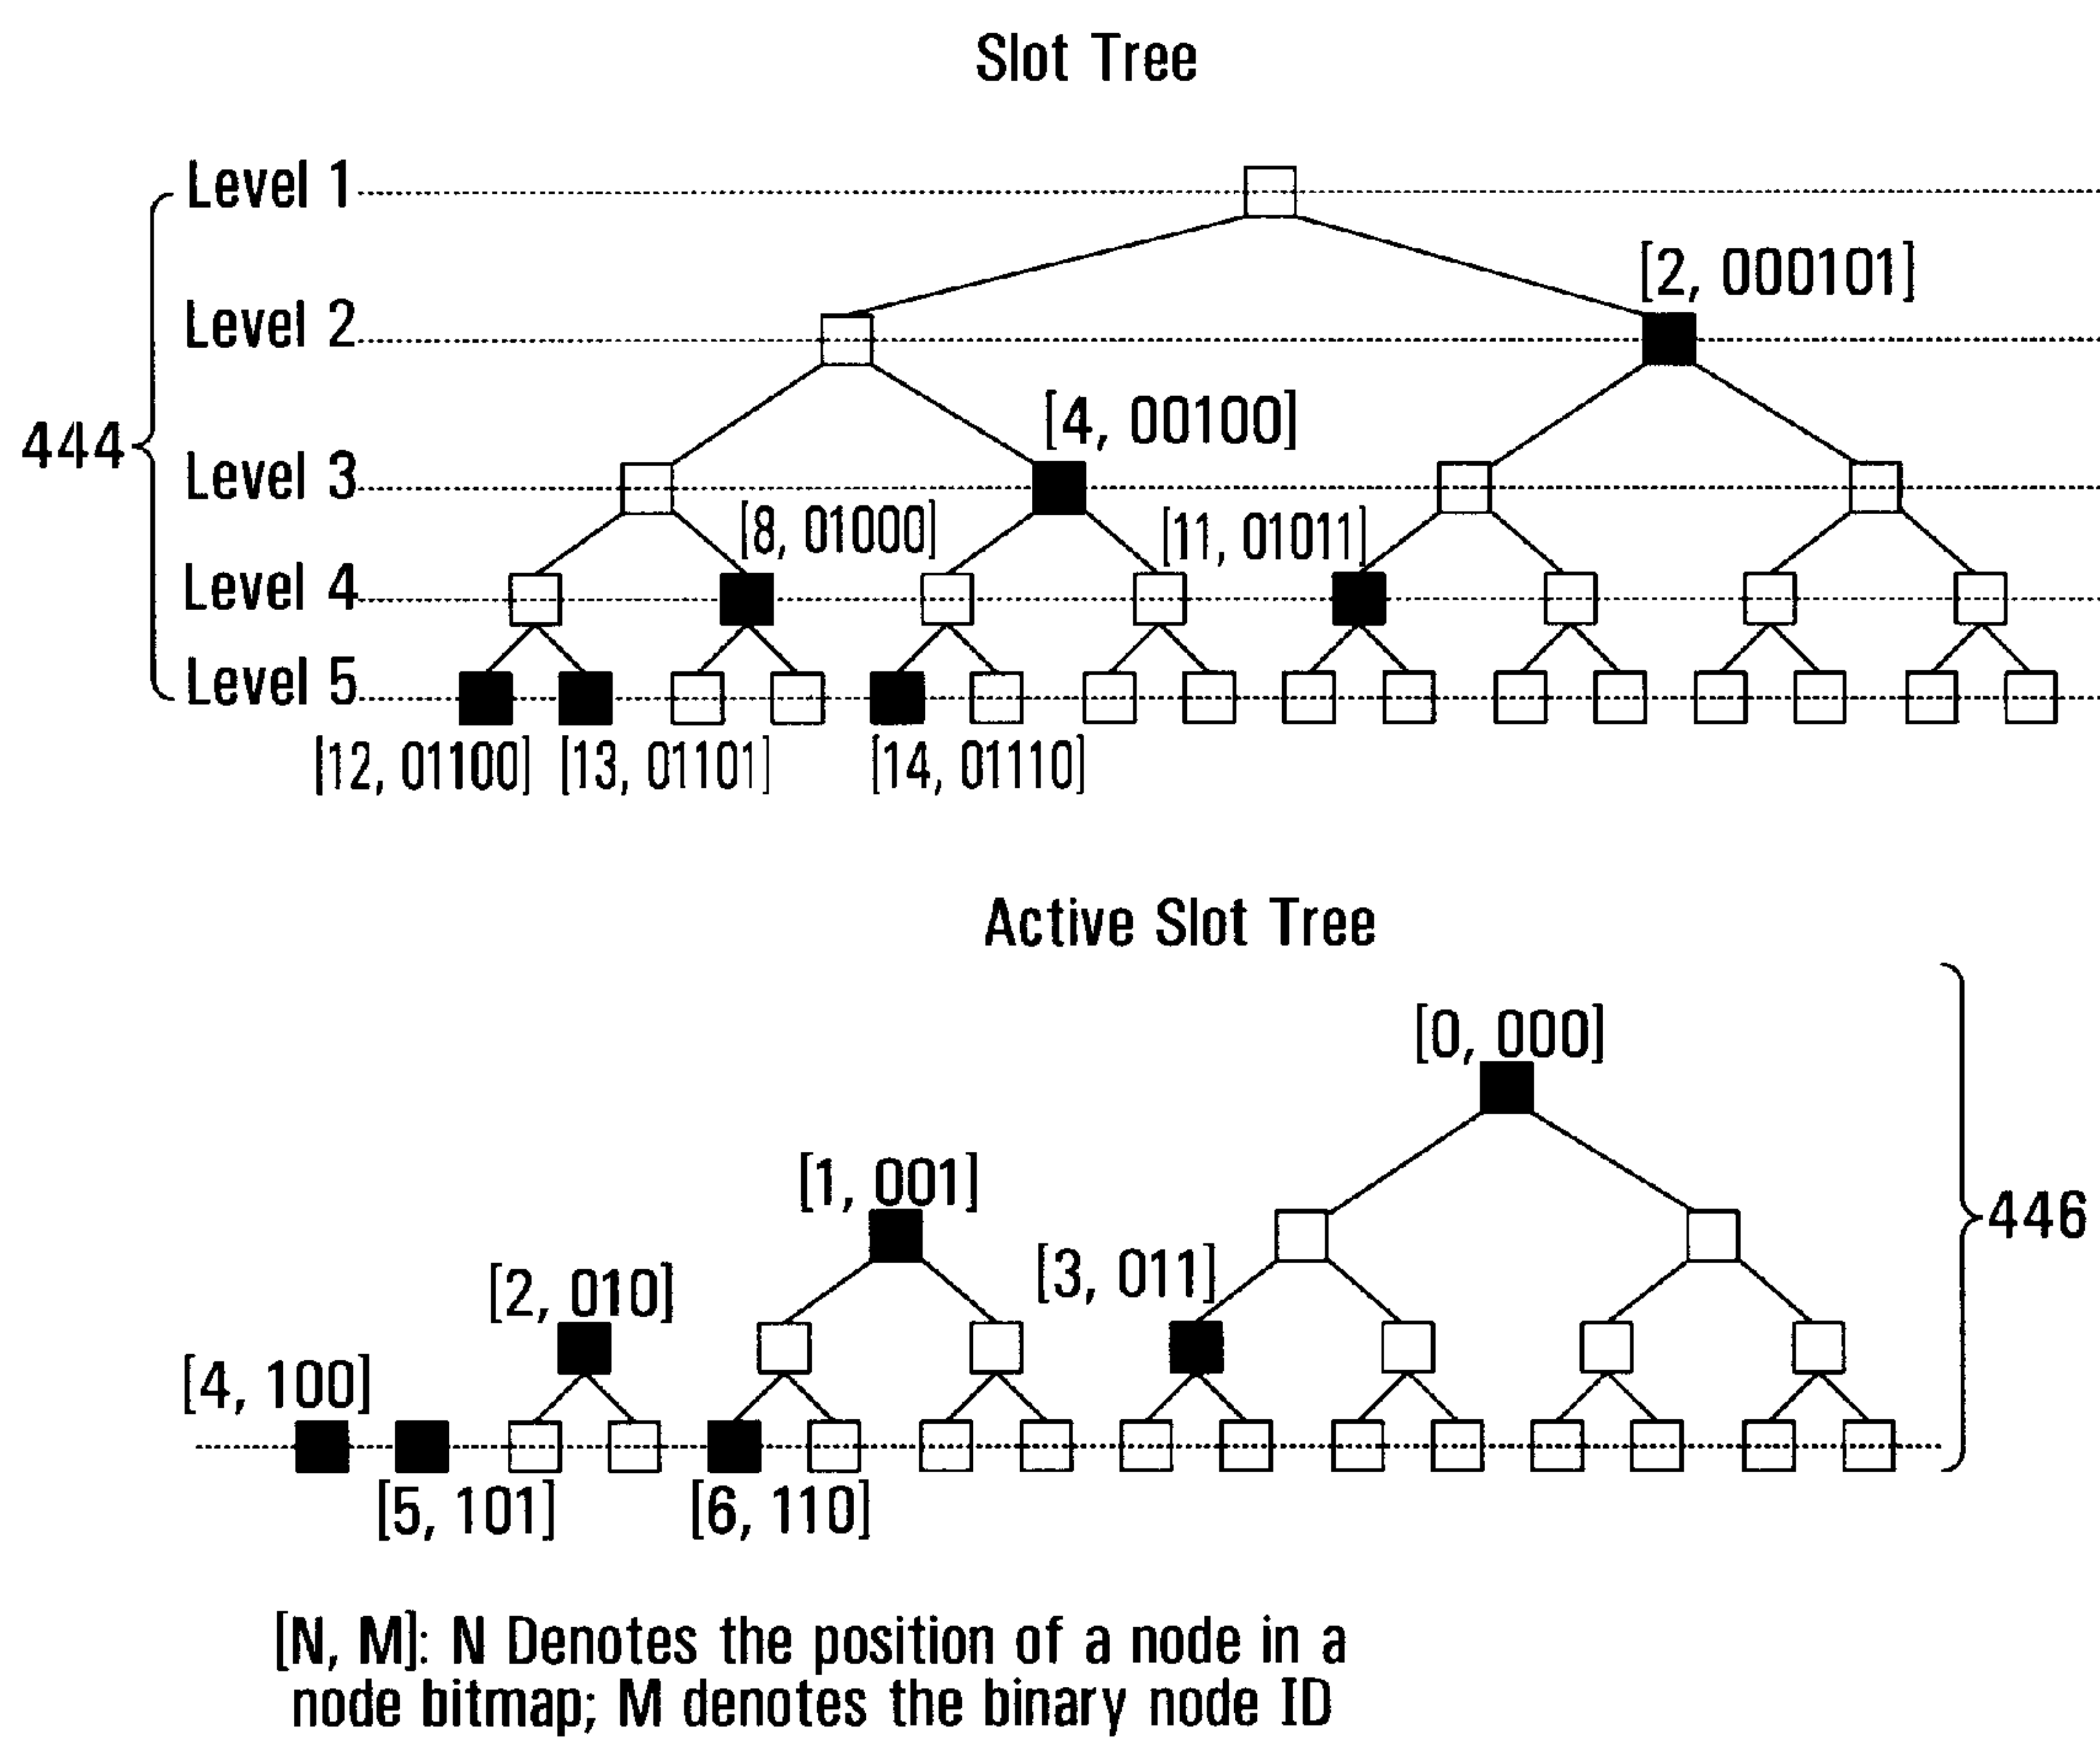 Slot Tree
Level 1
[2, 000101]
Level 2
[4, 00100]
444
Level 3
[8, 01000]
[11, 01011]
Level 4
Level 5
[12, 01100]
[13, 01101]
[14, 01110]
Active Slot Tree
[0, 000]
[1, 001]
446
[3, 011]
[2, 010]
[4, 100]
[5, 101]
[6, 110]
[N, M]: N Denotes the position of a node in a
node bitmap; M denotes the binary node ID